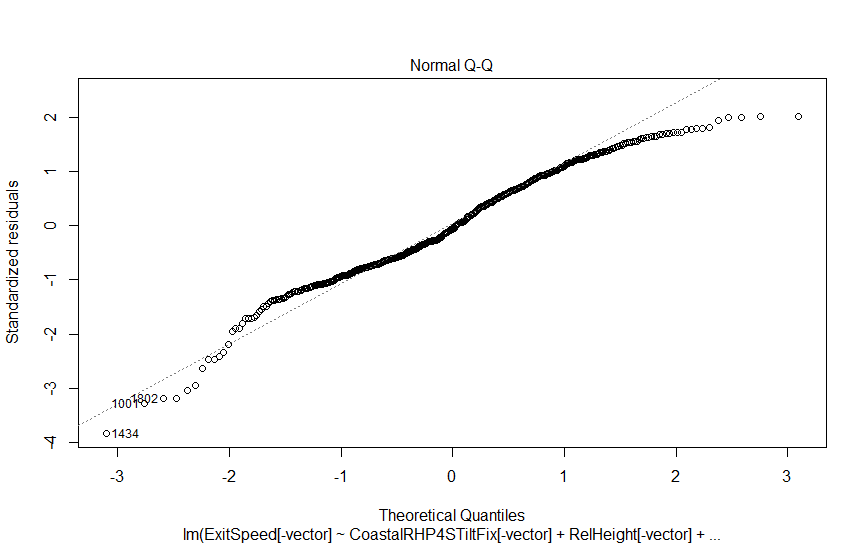 Normal Q-Q
Standardized residuals
2
1
0
-1
-2
-3
-4
1001
1802
1434
-3 -2 -1 0 1 2 3
Theoretical Quantiles
lm(ExitSpeed[-vector] ~ CoastalRHP4STiltFix[-vector] + RelHeight[-vector] + ...